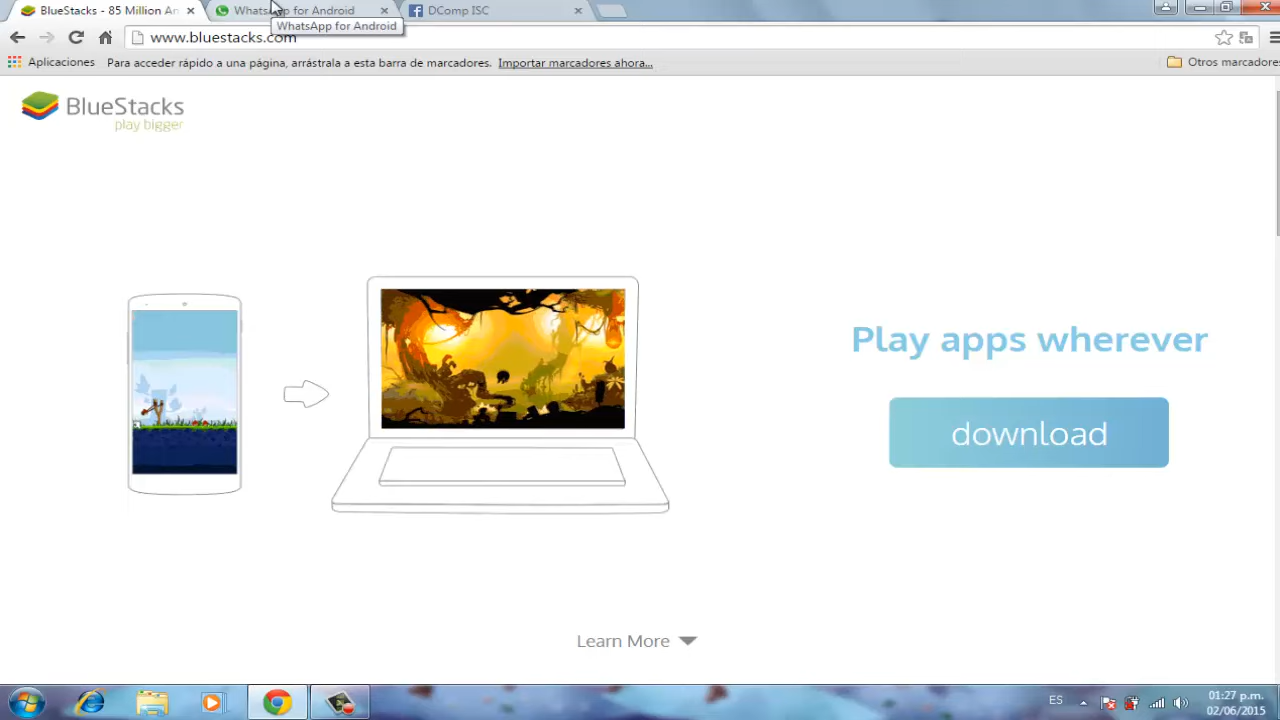 BlueStacks - 85 Million An
WhatsApp for Android
DComp ISC
WhatsApp for Android
www.bluestacks.com
Aplicaciones
Para acceder rápido a una página, arrástrala a esta barra de marcadores.
Importar marcadores ahora...
Otros marcadores
BlueStacks
play bigger
Play apps wherever
download
Learn More
ES
01:27 p.m.
02/06/2015